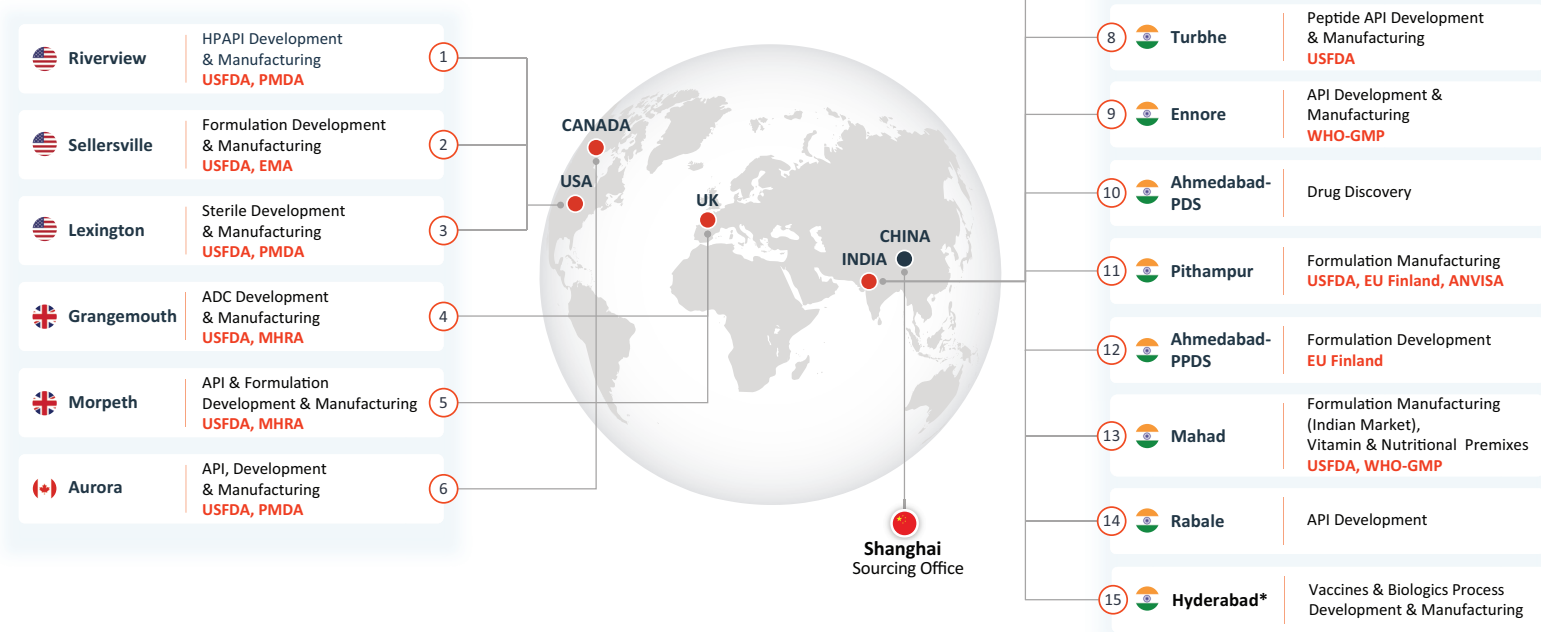 Riverview
HPAPI Development
& Manufacturing
USFDA, PMDA
1
Sellersville
Formulation Development
& Manufacturing
USFDA, EMA
2
Lexington
Sterile Development
& Manufacturing
USFDA, PMDA
3
Grangemouth
ADC Development
& Manufacturing
USFDA, MHRA
4
Morpeth
API & Formulation
Development & Manufacturing
USFDA, MHRA
5
Aurora
API, Development
& Manufacturing
USFDA, PMDA
6
CANADA
USA
UK
CHINA
INDIA
Shanghai
Sourcing Office
8
Turbhe
Peptide API Development
& Manufacturing
USFDA
9
Ennore
API Development &
Manufacturing
WHO-GMP
10
Ahmedabad-
PDS
Drug Discovery
11
Pithampur
Formulation Manufacturing
USFDA, EU Finland, ANVISA
12
Ahmedabad-
PPDS
Formulation Development
EU Finland
13
Mahad
Formulation Manufacturing
(Indian Market),
Vitamin & Nutritional Premixes
USFDA, WHO-GMP
14
Rabale
API Development
15
Hyderabad*
Vaccines & Biologics Process
Development & Manufacturing